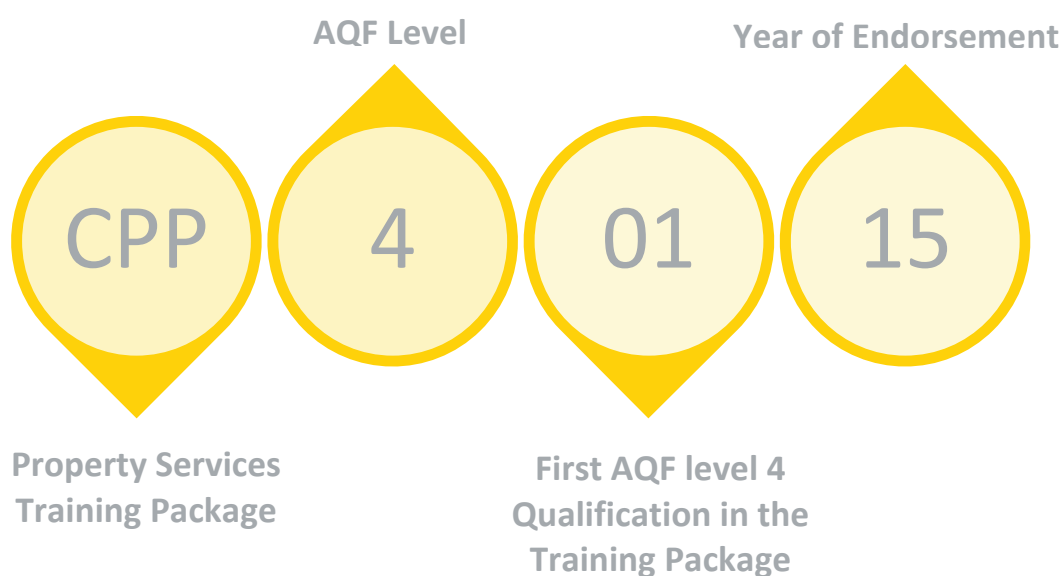 AQF Level
Year of Endorsement
CPP
4
01
15
Property Services
Training Package
First AQF level 4
Qualification in the
Training Package